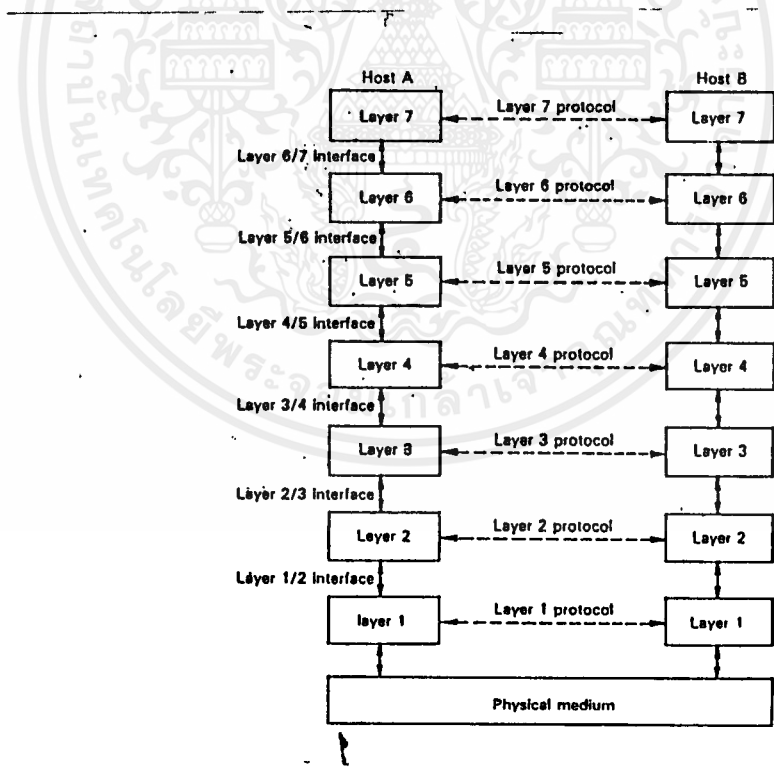 Host A
Host B
Layer 7
Layer 7 protocol
Layer 7
Layer 6/7 interface
Layer 6
Layer 6 protocol
Layer 6
Layer 5/6 interface
Layer 5
Layer 5 protocol
Layer 5
Layer 4/5 interface
Layer 4
Layer 4 protocol
Layer 4
Layer 3/4 interface
Layer 3
Layer 3 protocol
Layer 3
Layer 2/3 interface
Layer 2
Layer 2 protocol
Layer 2
Layer 1/2 interface
layer 1
Layer 1 protocol
Layer 1
Physical medium